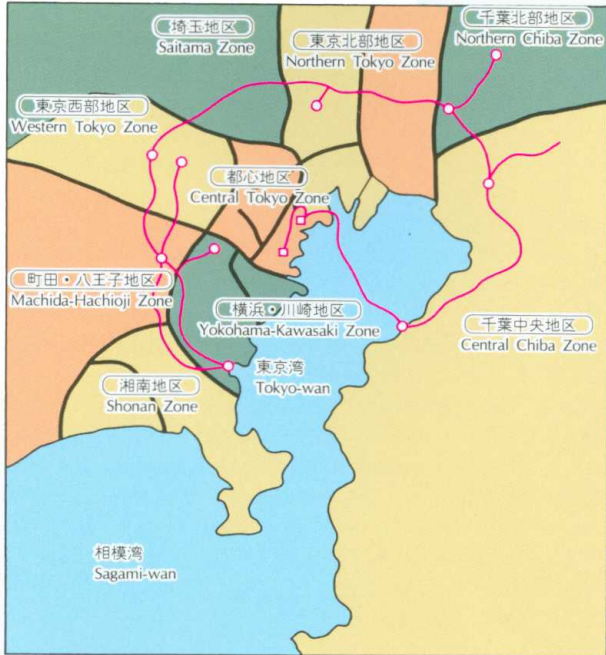 埼玉地区
Saitama Zone
東京北部地区
Northern Tokyo Zone
千葉北部地区
Northern Chiba Zone
東京西部地区
Western Tokyo Zone
都心地区
Central Tokyo Zone
町田・八王子地区
Machida-Hachioji Zone
横浜・川崎地区
Yokohama-Kawasaki Zone
千葉中央地区
Central Chiba Zone
東京湾
Tokyo-wan
湘南地区
Shonan Zone
相模湾
Sagami-wan